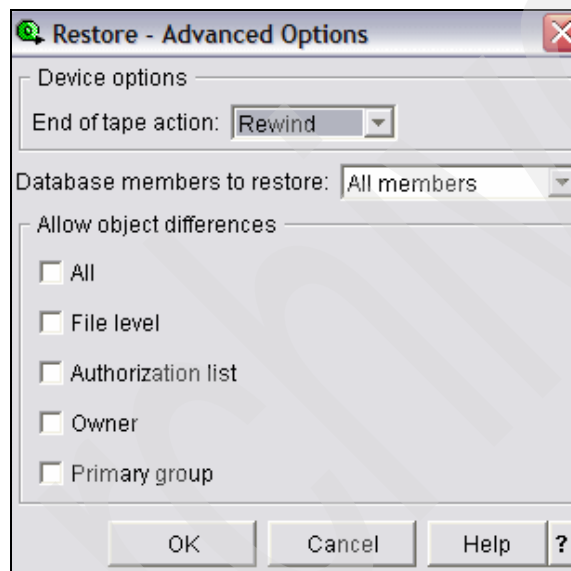 Restore - Advanced Options
Device options
End of tape action: Rewind
Database members to restore: All members
Allow object differences
All
File level
Authorization list
Owner
Primary group
OK Cancel Help ?